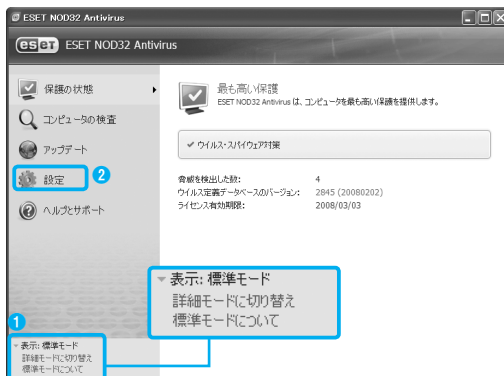 ESET NOD32 Antivirus
eseT ESET NOD32 Antivirus
保護の状態
コンピュータの検査
アップデート
設定
2
ヘルプとサポート
最も高い保護
ESET NOD32 Antivirus は、コンピュータを最も高い保護を提供します。
ウイルス・スパイウェア対策
脅威を検出した数: 4
ウイルス定義データベースのバージョン: 2845 (20080202)
ライセンス有効期限: 2008/03/03
表示: 標準モード
詳細モードに切り替え
標準モードについて
1
表示: 標準モード
詳細モードに切り替え
標準モードについて